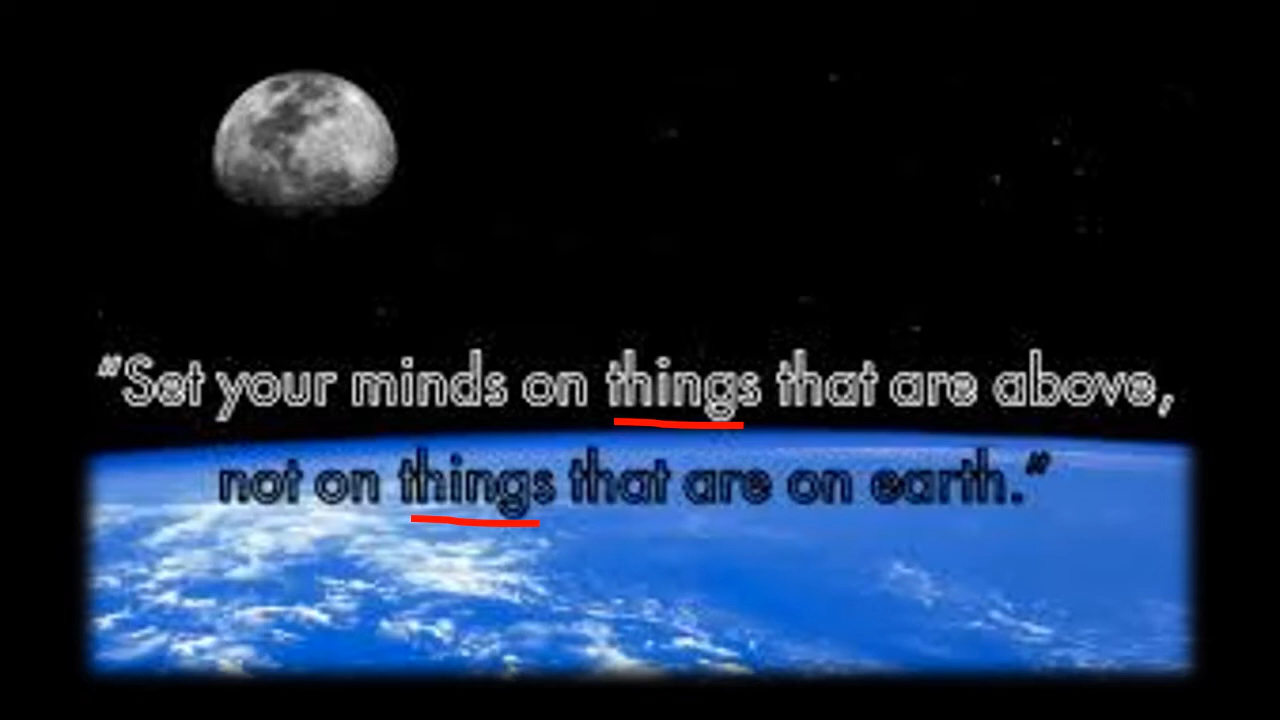 “Set your minds on things that are above,
not on things that are on earth.”